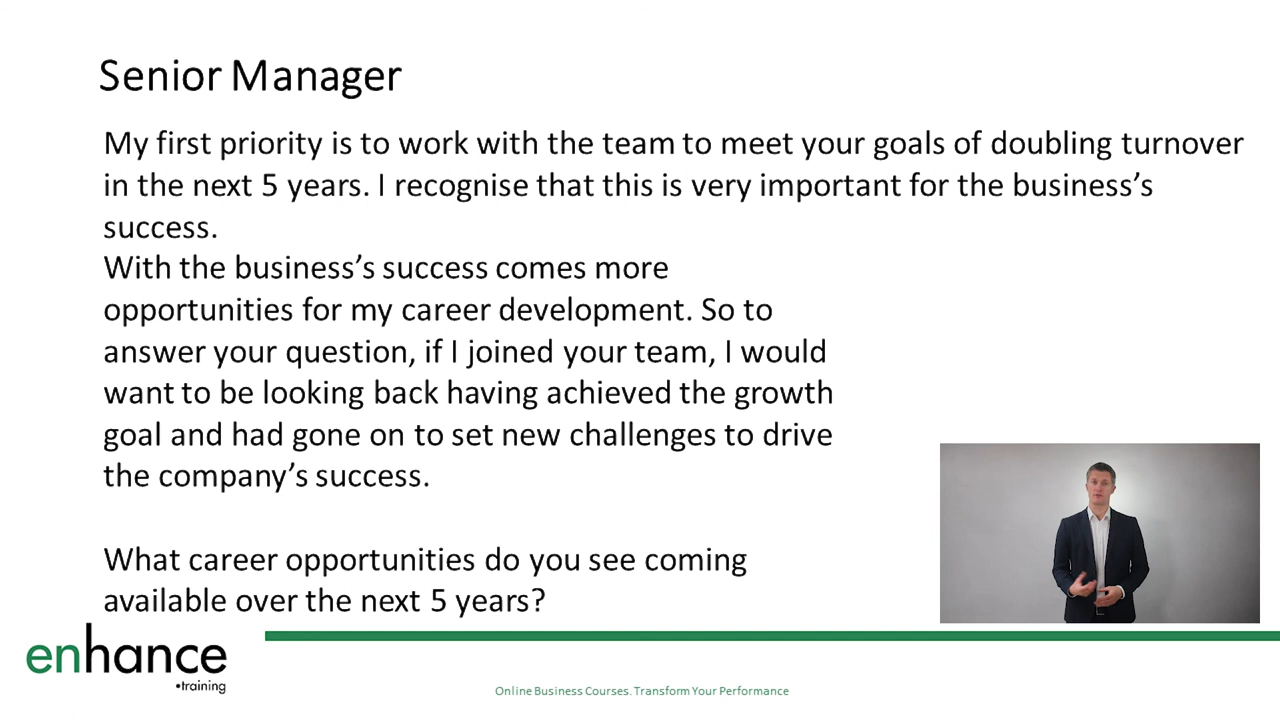 Senior Manager
My first priority is to work with the team to meet your goals of doubling turnover
in the next 5 years. I recognise that this is very important for the business’s
success.
With the business’s success comes more
opportunities for my career development. So to
answer your question, if I joined your team, I would
want to be looking back having achieved the growth
goal and had gone on to set new challenges to drive
the company’s success.
What career opportunities do you see coming
available over the next 5 years?
enhance
•training
Online Business Courses. Transform Your Performance